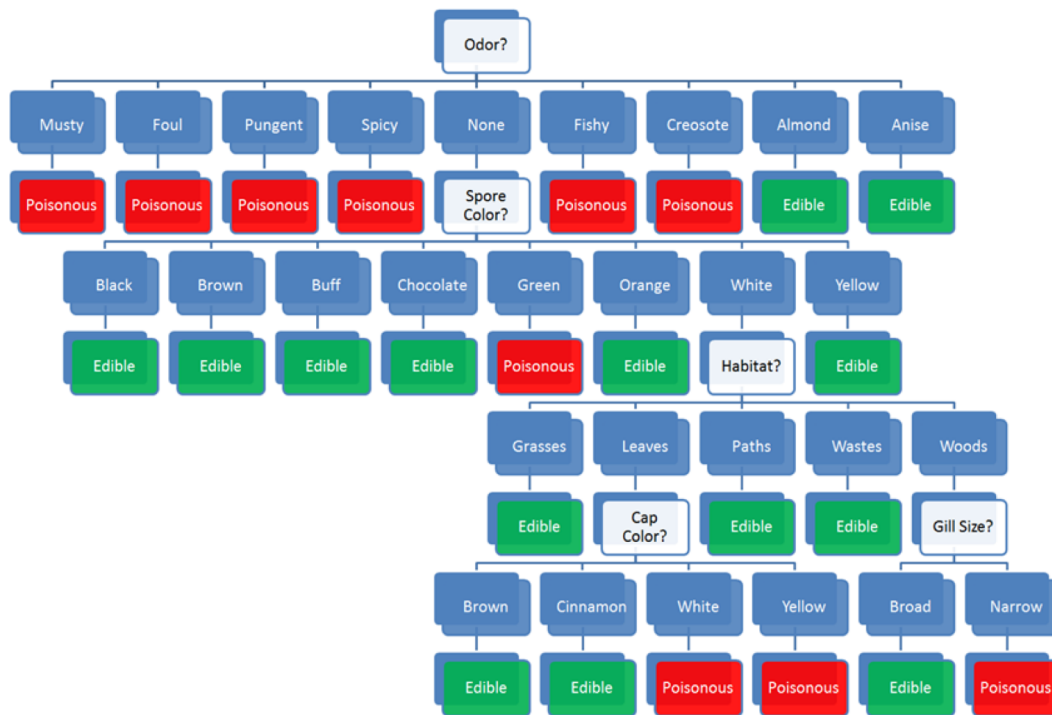 Odor?
Musty Foul Pungent Spicy None Fishy Creosote Almond Anise
Poisonous Poisonous Poisonous Poisonous Spore Color? Poisonous Poisonous Edible Edible
Black Brown Buff Chocolate Green Orange White Yellow
Edible Edible Edible Edible Poisonous Edible Habitat? Edible
Grasses Leaves Paths Wastes Woods
Edible Cap Color? Edible Edible Gill Size?
Brown Cinnamon White Yellow Broad Narrow
Edible Edible Poisonous Poisonous Edible Poisonous